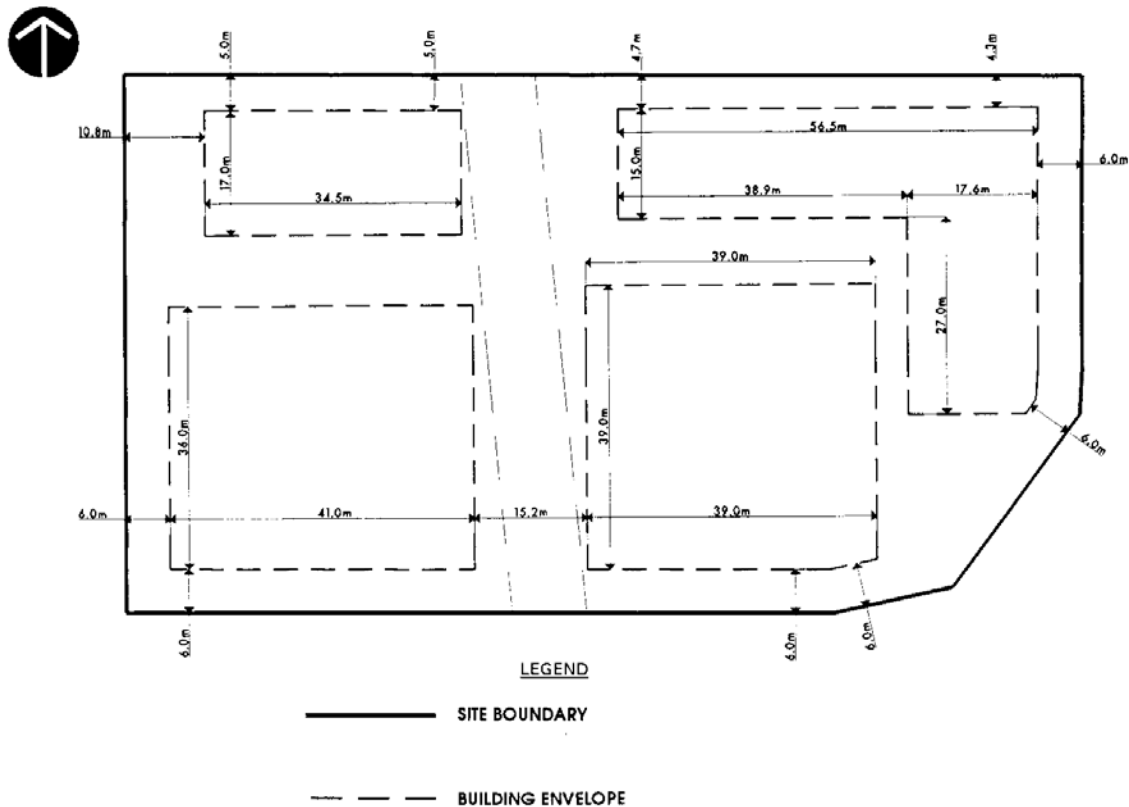 5.0m
5.0m
4.7m
4.3m
10.8m
17.0m
34.5m
56.5m
15.0m
6.0m
38.9m
17.6m
39.0m
27.0m
36.0m
39.0m
6.0m
6.0m
41.0m
15.2m
39.0m
6.0m
6.0m
6.0m
LEGEND
SITE BOUNDARY
BUILDING ENVELOPE